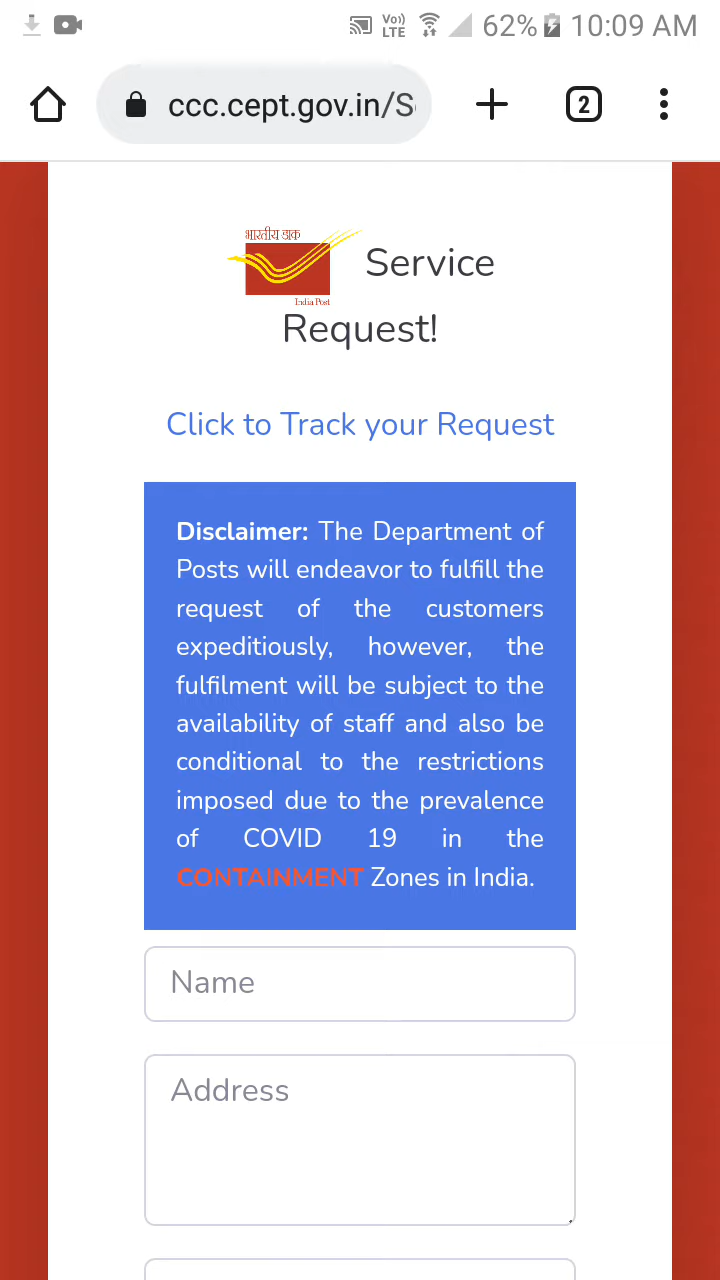 Vo) LTE 62% 10:09 AM
ccc.cept.gov.in/S
2
भारतीय डाक
India Post
Service
Request!
Click to Track your Request
Disclaimer: The Department of
Posts will endeavor to fulfill the
request of the customers
expeditiously, however, the
fulfilment will be subject to the
availability of staff and also be
conditional to the restrictions
imposed due to the prevalence
of COVID 19 in the
CONTAINMENT Zones in India.
Name
Address